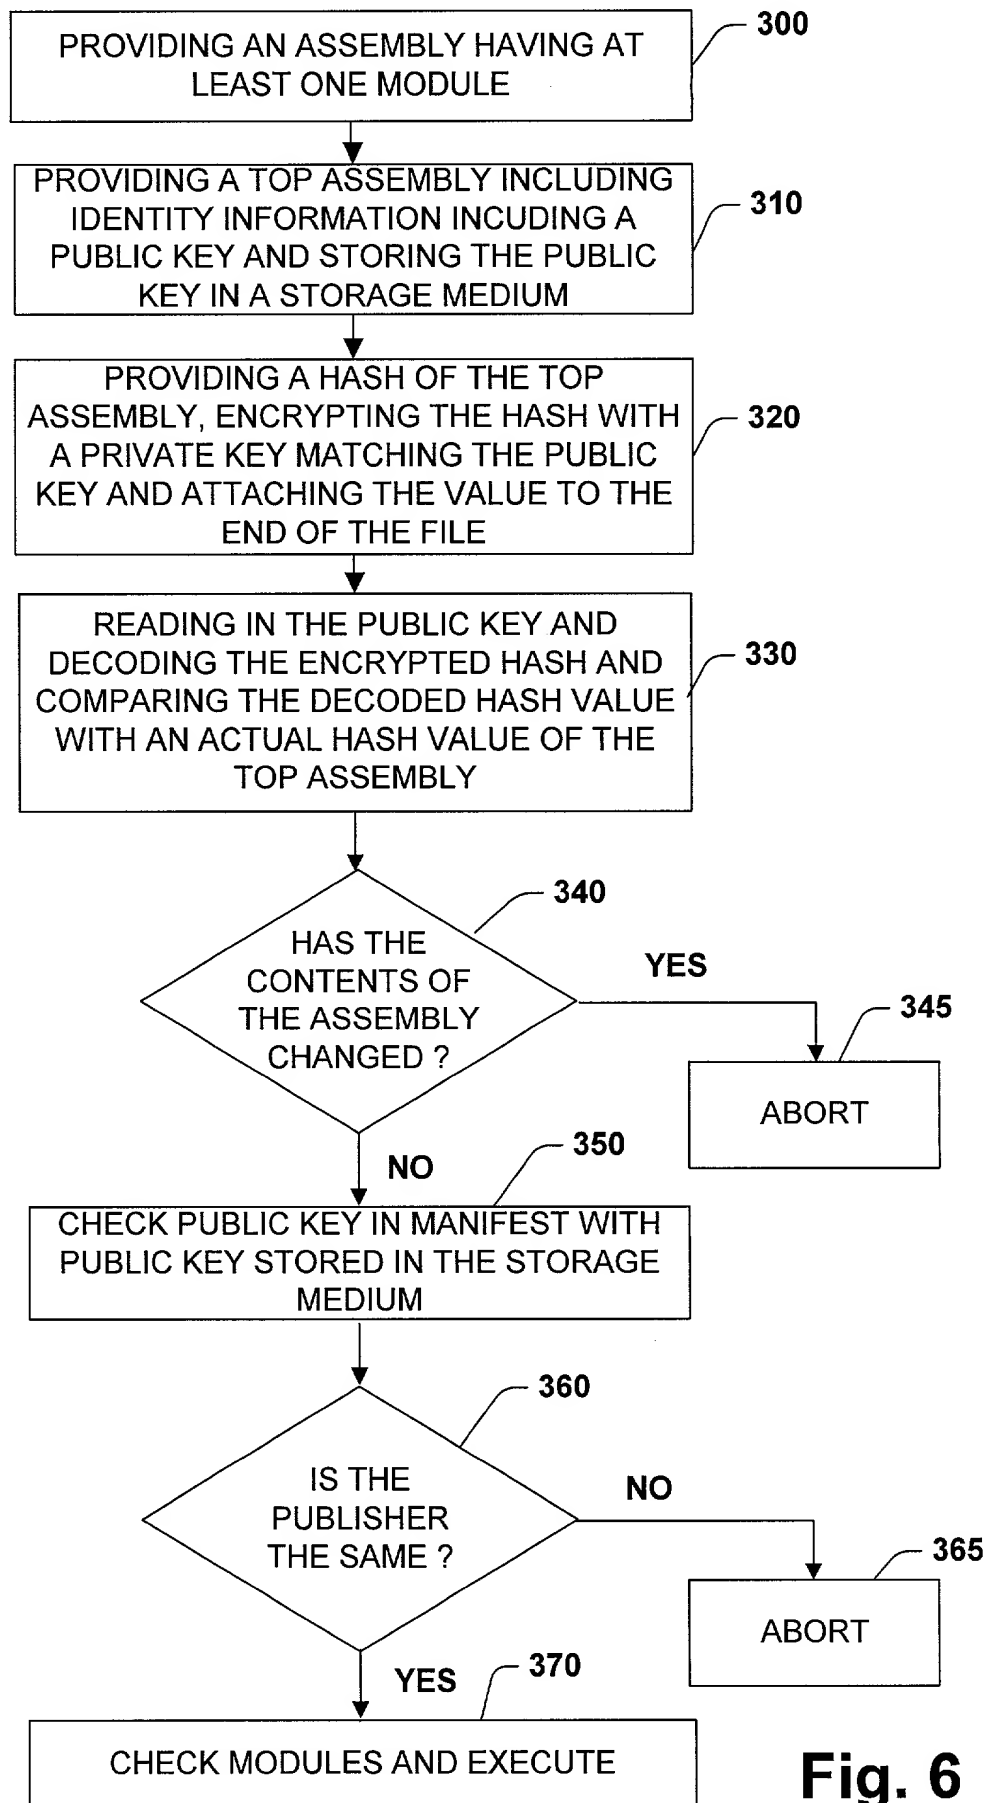 300
PROVIDING AN ASSEMBLY HAVING AT
LEAST ONE MODULE
310
PROVIDING A TOP ASSEMBLY INCLUDING
IDENTITY INFORMATION INCUDING A
PUBLIC KEY AND STORING THE PUBLIC
KEY IN A STORAGE MEDIUM
320
PROVIDING A HASH OF THE TOP
ASSEMBLY, ENCRYPTING THE HASH WITH
A PRIVATE KEY MATCHING THE PUBLIC
KEY AND ATTACHING THE VALUE TO THE
END OF THE FILE
330
READING IN THE PUBLIC KEY AND
DECODING THE ENCRYPTED HASH AND
COMPARING THE DECODED HASH VALUE
WITH AN ACTUAL HASH VALUE OF THE
TOP ASSEMBLY
340
HAS THE
CONTENTS OF
THE ASSEMBLY
CHANGED ?
YES
345
ABORT
NO
350
CHECK PUBLIC KEY IN MANIFEST WITH
PUBLIC KEY STORED IN THE STORAGE
MEDIUM
360
IS THE
PUBLISHER
THE SAME ?
NO
365
ABORT
YES
370
CHECK MODULES AND EXECUTE
Fig. 6